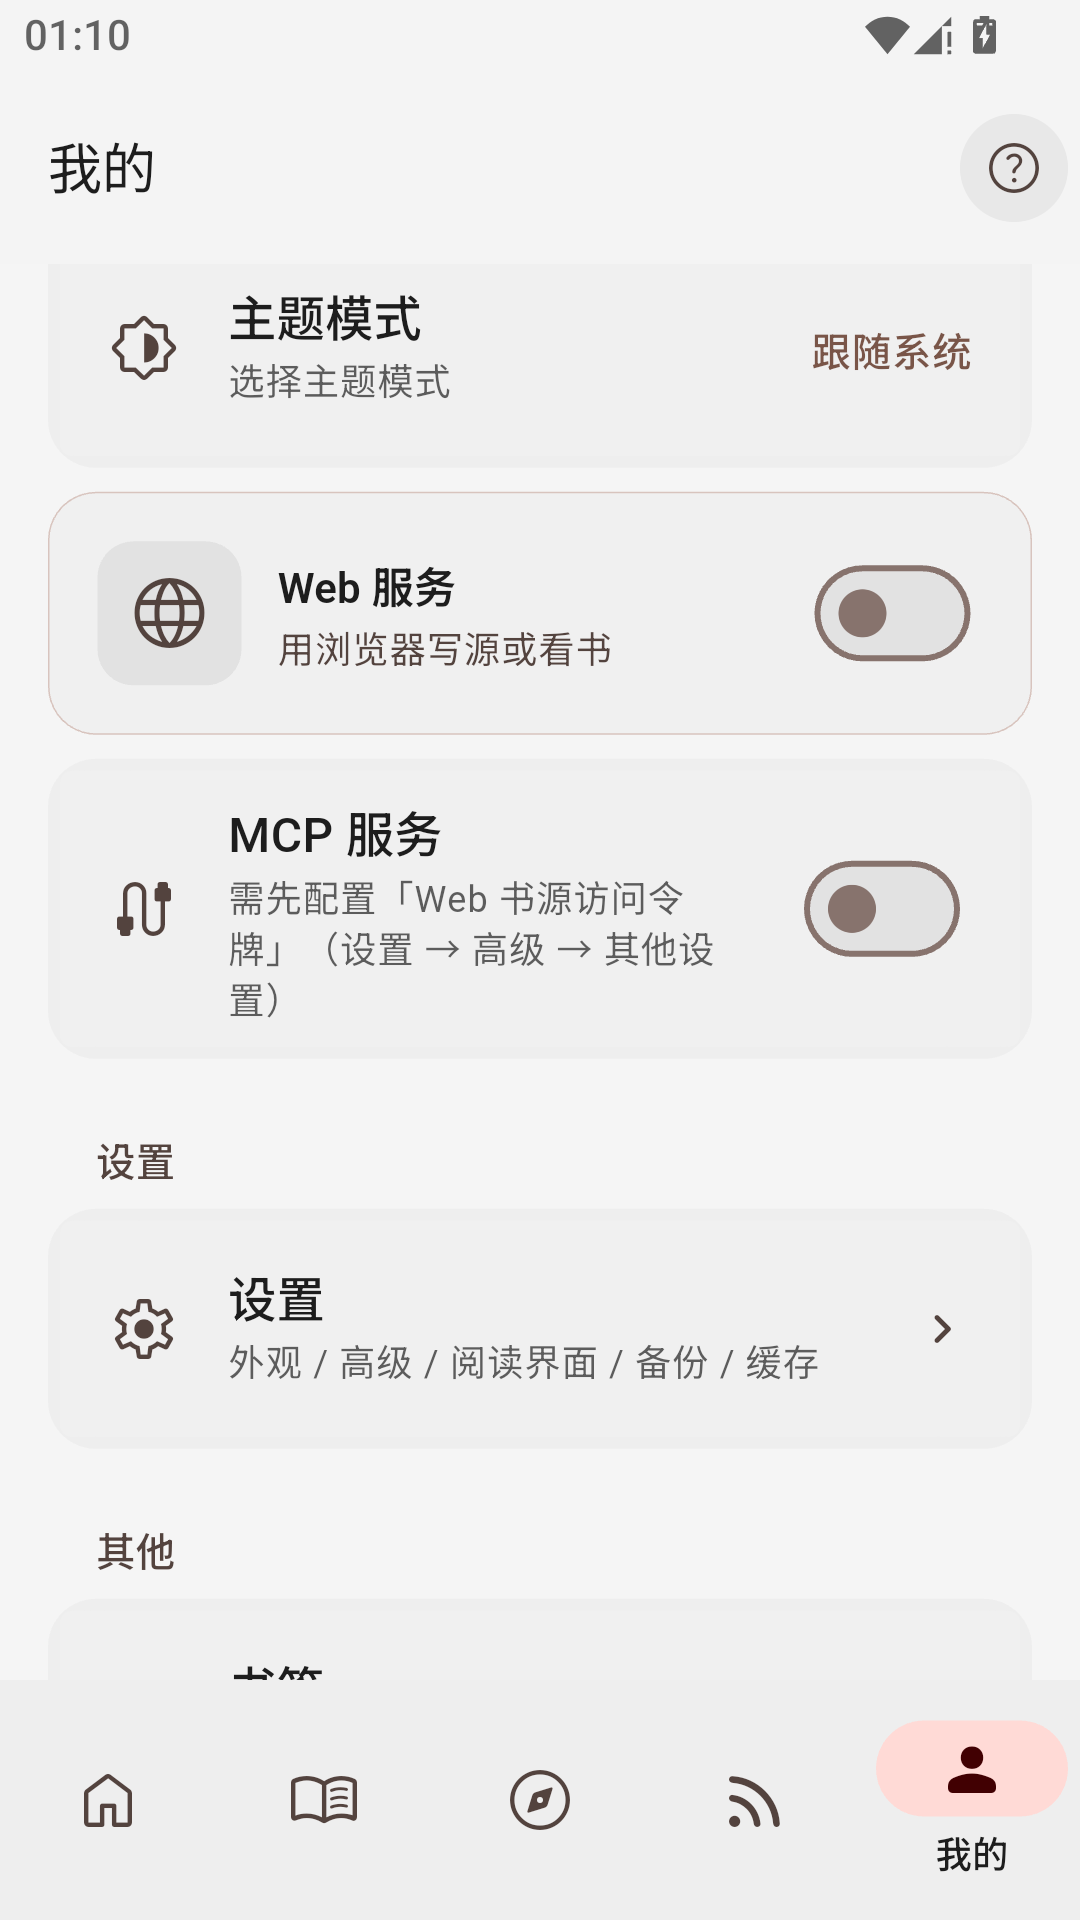 01:10
我的
主题模式
选择主题模式
跟随系统
Web 服务
用浏览器写源或看书
MCP 服务
需先配置「Web 书源访问令
牌」（设置 → 高级 → 其他设
置）
设置
设置
外观 / 高级 / 阅读界面 / 备份 / 缓存
其他
书签
我的